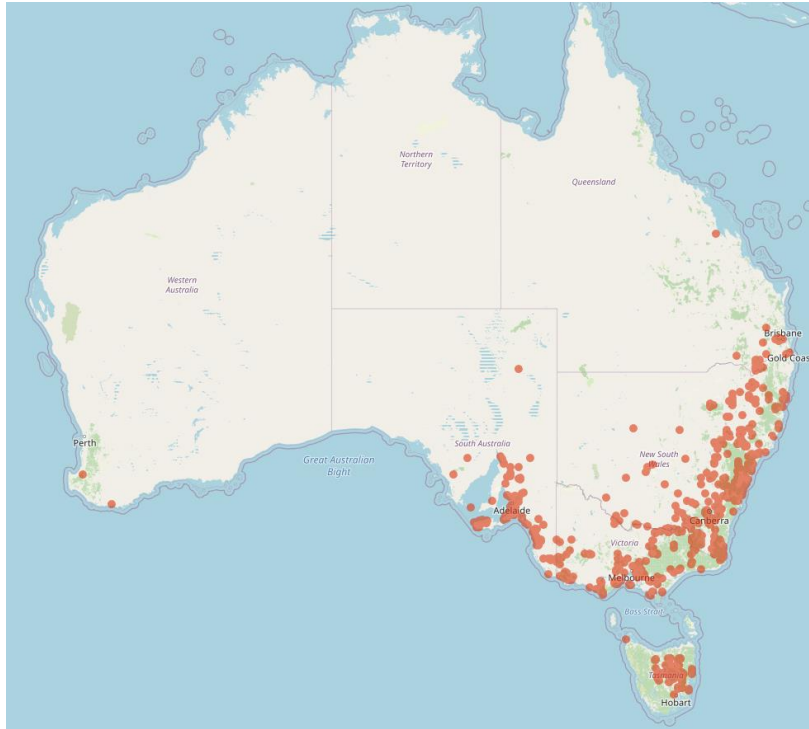 Northern
Territory
Queensland
Western
Australia
Brisbane
Gold Coas
Perth
South Australia
Great Australian
Bight
New South
Wales
Adelaide
Canberra
Victoria
Melbourne
Bass Strait
Tasmania
Hobart